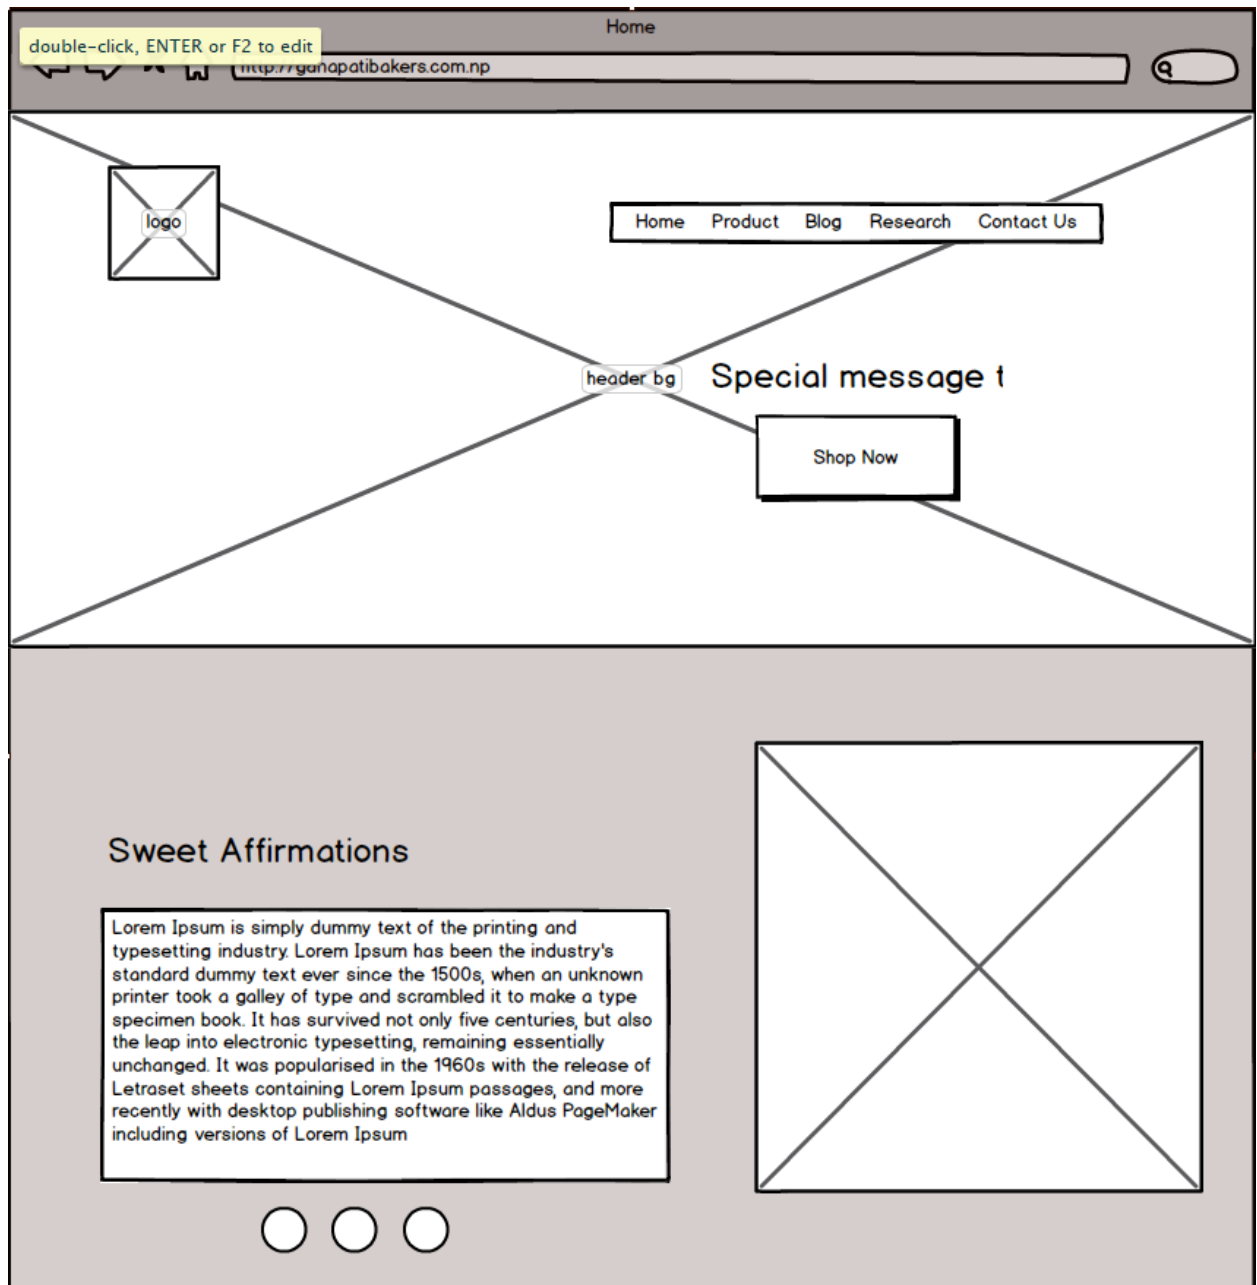 Home
double-click, ENTER or F2 to edit
http://ganapatibakers.com.np
logo
Home Product Blog Research Contact Us
header bg
Special message t
Shop Now
Sweet Affirmations
Lorem Ipsum is simply dummy text of the printing and
typesetting industry. Lorem Ipsum has been the industry's
standard dummy text ever since the 1500s, when an unknown
printer took a galley of type and scrambled it to make a type
specimen book. It has survived not only five centuries, but also
the leap into electronic typesetting, remaining essentially
unchanged. It was popularised in the 1960s with the release of
Letraset sheets containing Lorem Ipsum passages, and more
recently with desktop publishing software like Aldus PageMaker
including versions of Lorem Ipsum